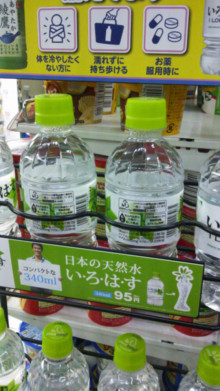 体を冷やしたく
ない方に
濡れずに
持ち歩ける
お薬
服用時に
コンパクトな
340ml
日本の天然水
い・ろ・は・す
95円